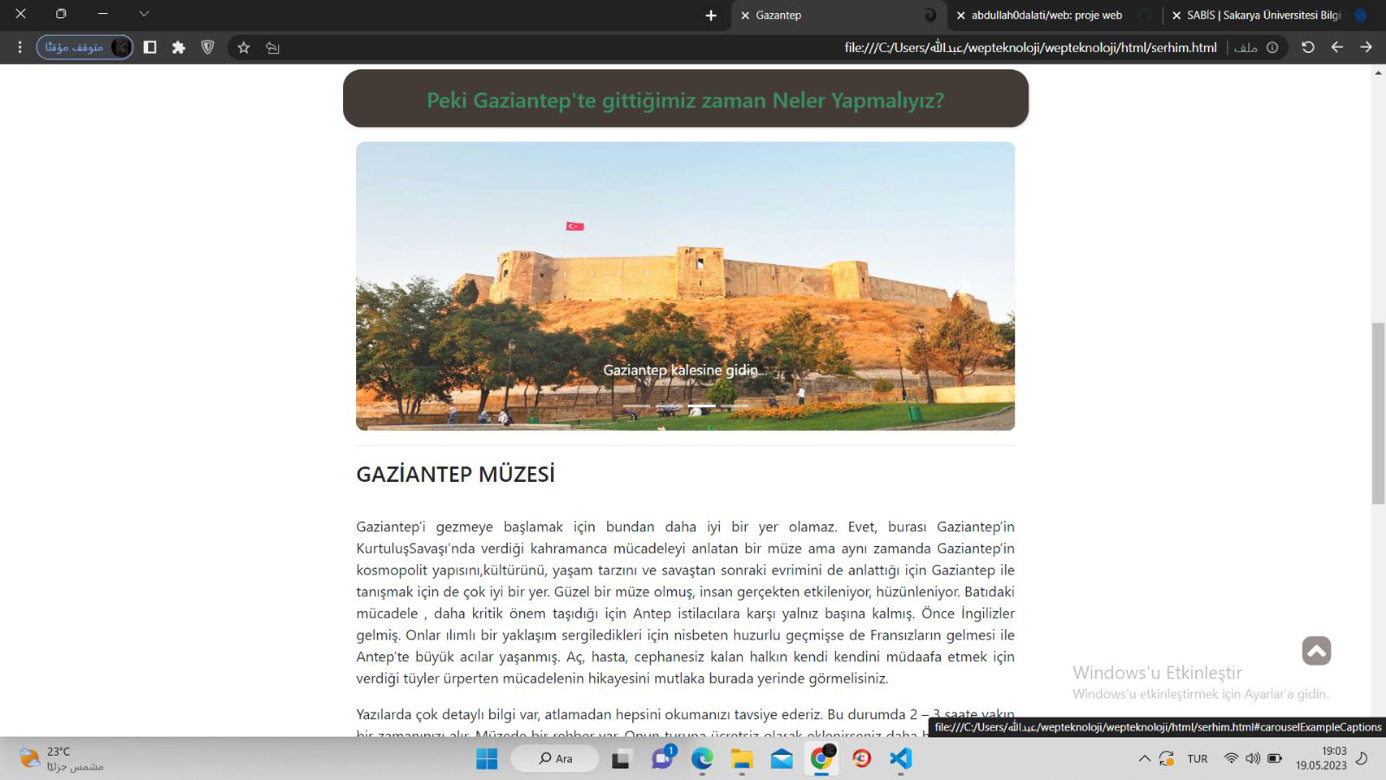 Gazantep
abdullah0dalati/web: proje web
SABİS | Sakarya Üniversitesi Bilgi
متوقف مؤقتًا
file:///C:/Users/عبدالله/wepteknoloji/wepteknoloji/html/serhim.html
ملف
Peki Gaziantep'te gittiğimiz zaman Neler Yapmalıyız?
Gaziantep kalesine gidin...
GAZİANTEP MÜZESİ
Gaziantep’i gezmeye başlamak için bundan daha iyi bir yer olamaz. Evet, burası Gaziantep’in
KurtuluşSavaşı’nda verdiği kahramanca mücadeleyi anlatan bir müze ama aynı zamanda Gaziantep’in
kosmopolit yapısını,kültürünü, yaşam tarzını ve savaştan sonraki evrimini de anlattığı için Gaziantep ile
tanışmak için de çok iyi bir yer. Güzel bir müze olmuş, insan gerçekten etkileniyor, hüzünleniyor. Batıdaki
mücadele , daha kritik önem taşıdığı için Antep istilacılara karşı yalnız başına kalmış. Önce İngilizler
gelmiş. Onlar ılımlı bir yaklaşım sergiledikleri için nisbeten huzurlu geçmişse de Fransızların gelmesi ile
Antep’te büyük acılar yaşanmış. Aç, hasta, cephanesiz kalan halkın kendi kendini müdaafa etmek için
verdiği tüyler ürperten mücadelenin hikayesini mutlaka burada yerinde görmelisiniz.
Yazılarda çok detaylı bilgi var, atlamadan hepsini okumanızı tavsiye ederiz. Bu durumda 2 – 3 saate yakın
Windows'u Etkinleştir
Windows'u etkinleştirmek için Ayarlar'a gidin.
file:///C:/Users/عبدالله/wepteknoloji/wepteknoloji/html/serhim.html#carouselExampleCaptions
23°C
مشمس جزئيًا
Ara
1
TUR
19:03
19.05.2023